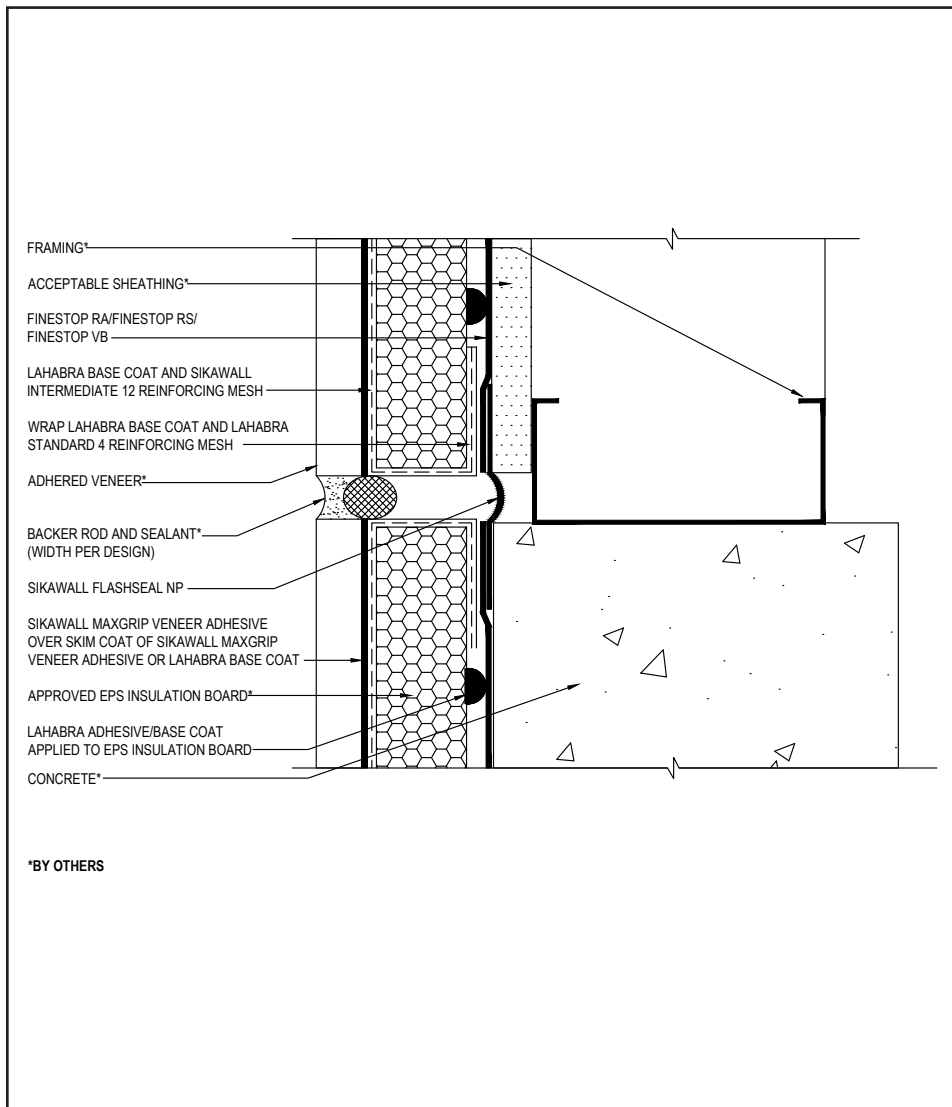 FRAMING*
ACCEPTABLE SHEATHING*
FINESTOP RA/FINESTOP RS/
FINESTOP VB
LAHABRA BASE COAT AND SIKAWALL
INTERMEDIATE 12 REINFORCING MESH
WRAP LAHABRA BASE COAT AND LAHABRA
STANDARD 4 REINFORCING MESH
ADHERED VENEER*
BACKER ROD AND SEALANT*
(WIDTH PER DESIGN)
SIKAWALL FLASHSEAL NP
SIKAWALL MAXGRIP VENEER ADHESIVE
OVER SKIM COAT OF SIKAWALL MAXGRIP
VENEER ADHESIVE OR LAHABRA BASE COAT
APPROVED EPS INSULATION BOARD*
LAHABRA ADHESIVE/BASE COAT
APPLIED TO EPS INSULATION BOARD
CONCRETE*
*BY OTHERS